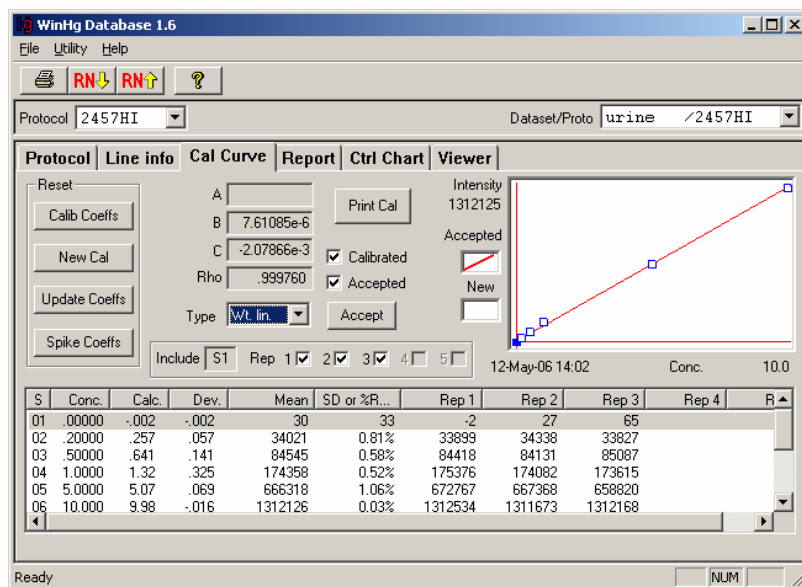 WinHg Database 1.6
File Utility Help
RN RN ?
Protocol 2457HI Dataset/Proto urine /2457HI
Protocol Line info Cal Curve Report Ctrl Chart Viewer
Reset
Calib Coeffs
New Cal
Update Coeffs
Spike Coeffs
A
B 7.61085e-6
C -2.07866e-3
Rho .999760
Type Wt. lin.
Print Cal
Calibrated
Accepted
Accept
Intensity
1312125
Accepted
New
Include S1 Rep 1 2 3 4 5
12-May-06 14:02 Conc. 10.0
S Conc. Calc. Dev. Mean SD or %R... Rep 1 Rep 2 Rep 3 Rep 4 R
01 .00000 -.002 -.002 30 33 -2 27 65
02 .20000 .257 .057 34021 0.81% 33899 34338 33827
03 .50000 .641 .141 84545 0.58% 84418 84131 85087
04 1.0000 1.32 .325 174358 0.52% 175376 174082 173615
05 5.0000 5.07 .069 666318 1.06% 672767 667368 658820
06 10.000 9.98 -.016 1312126 0.03% 1312534 1311673 1312168
Ready NUM